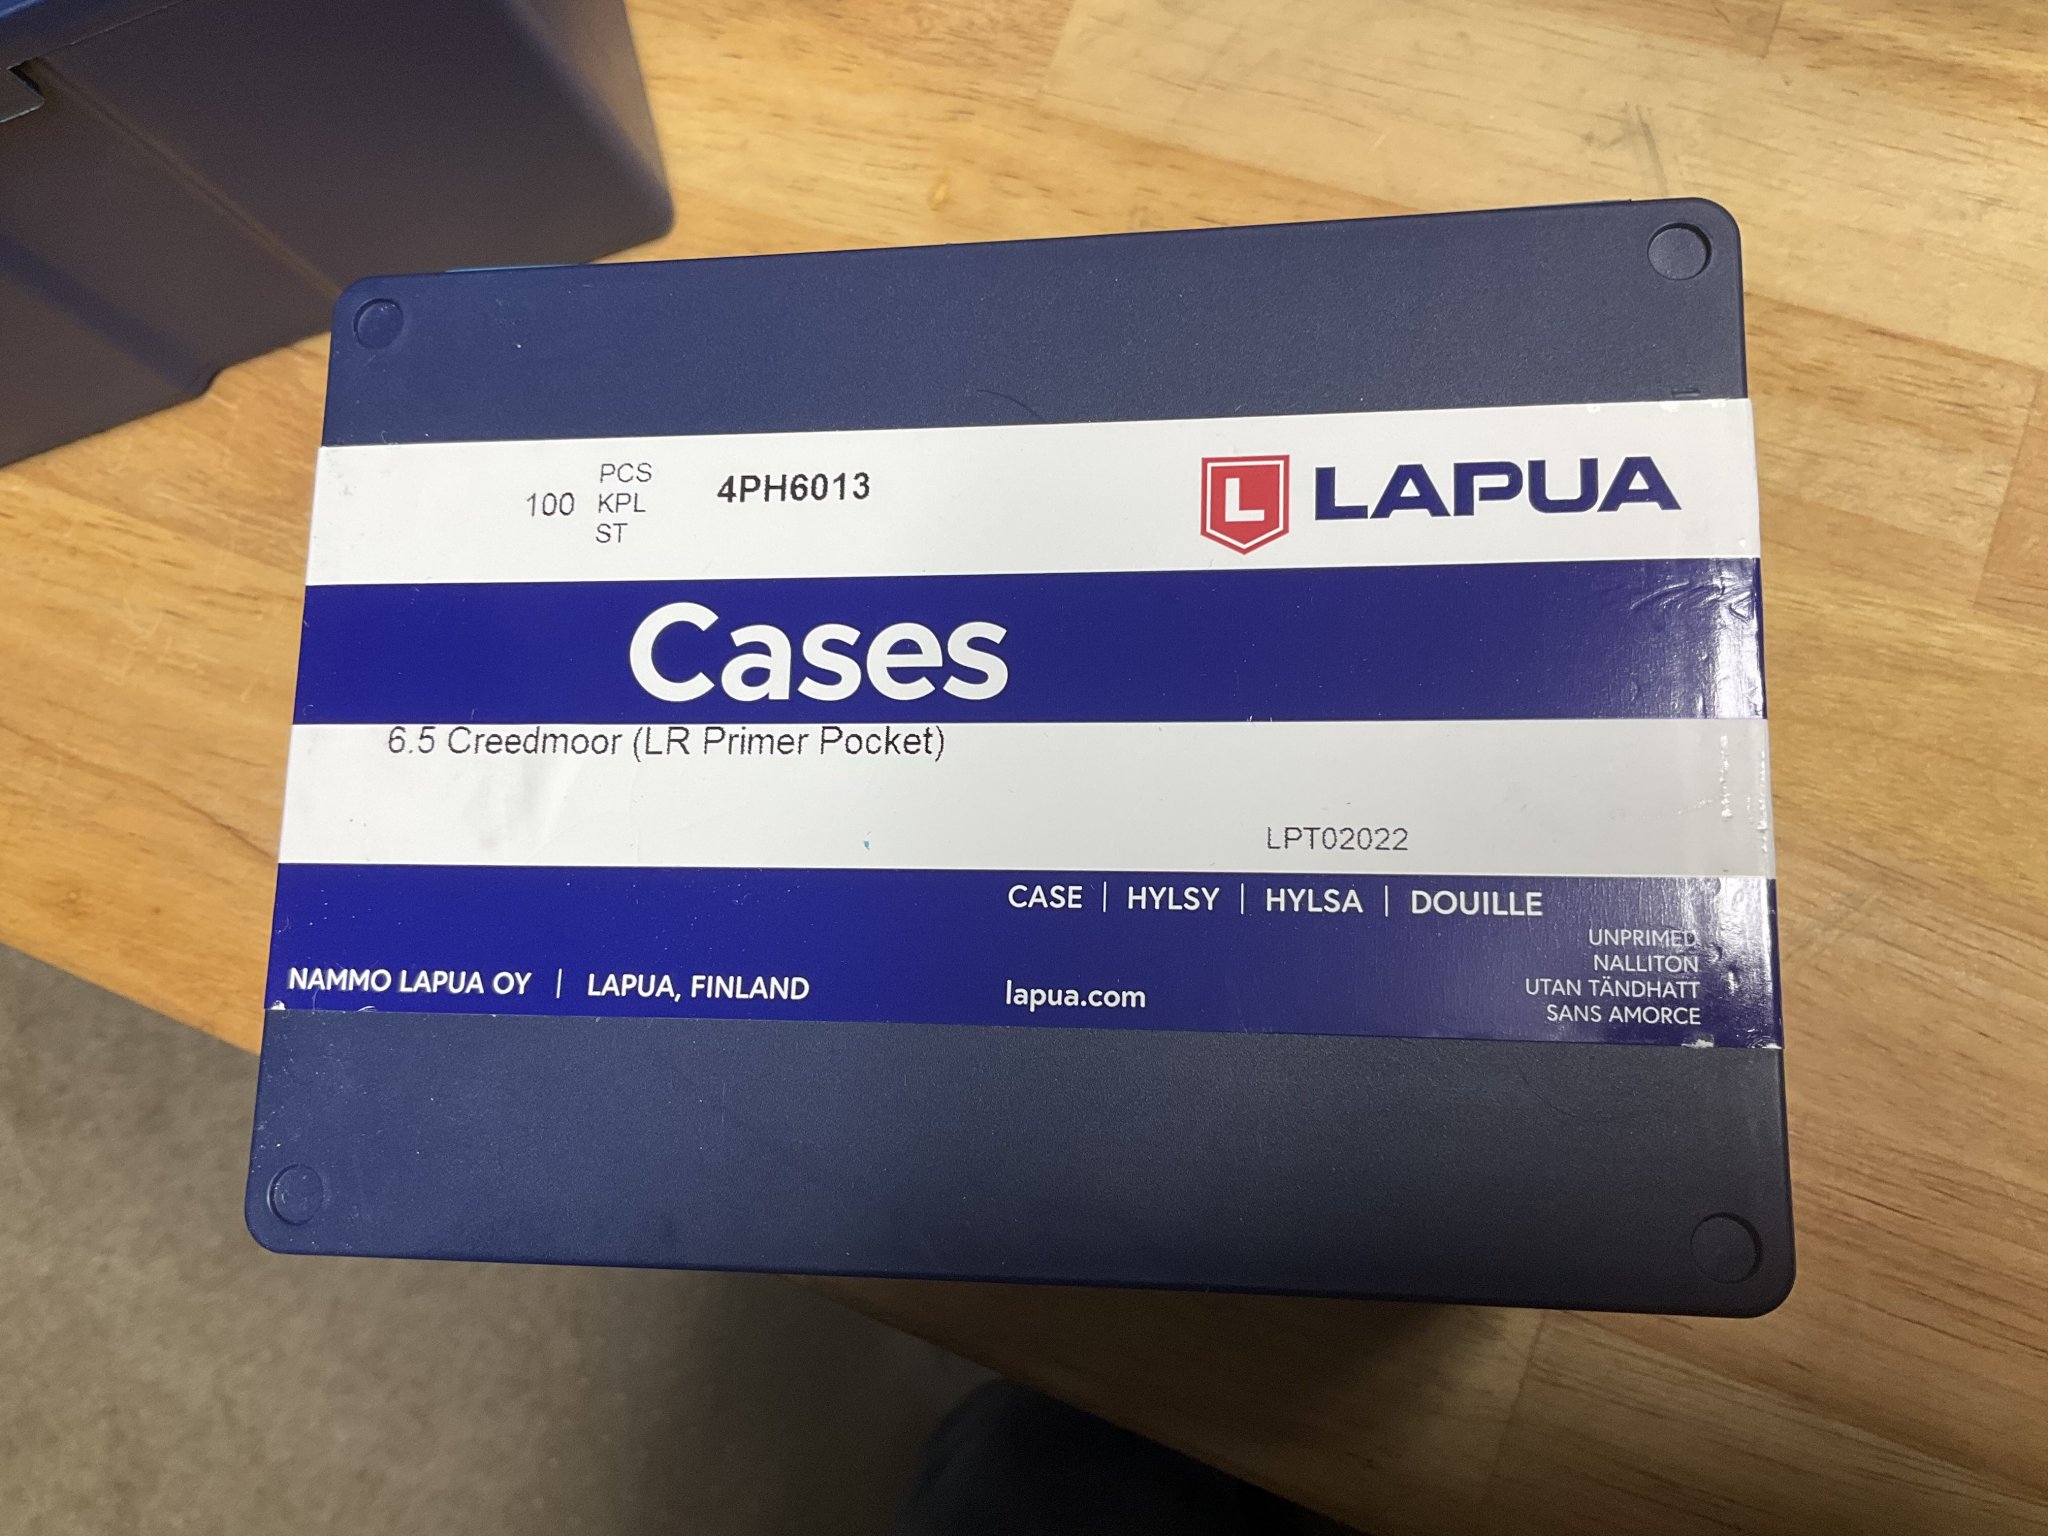 100 PCS
KPL
ST
4PH6013
L LAPUA
Cases
6.5 Creedmoor (LR Primer Pocket)
LPT02022
CASE | HYLSY | HYLSA | DOUILLE
UNPRIMED
NALLITON
UTAN TÄNDHATT
SANS AMORCE
NAMMO LAPUA OY | LAPUA, FINLAND
lapua.com